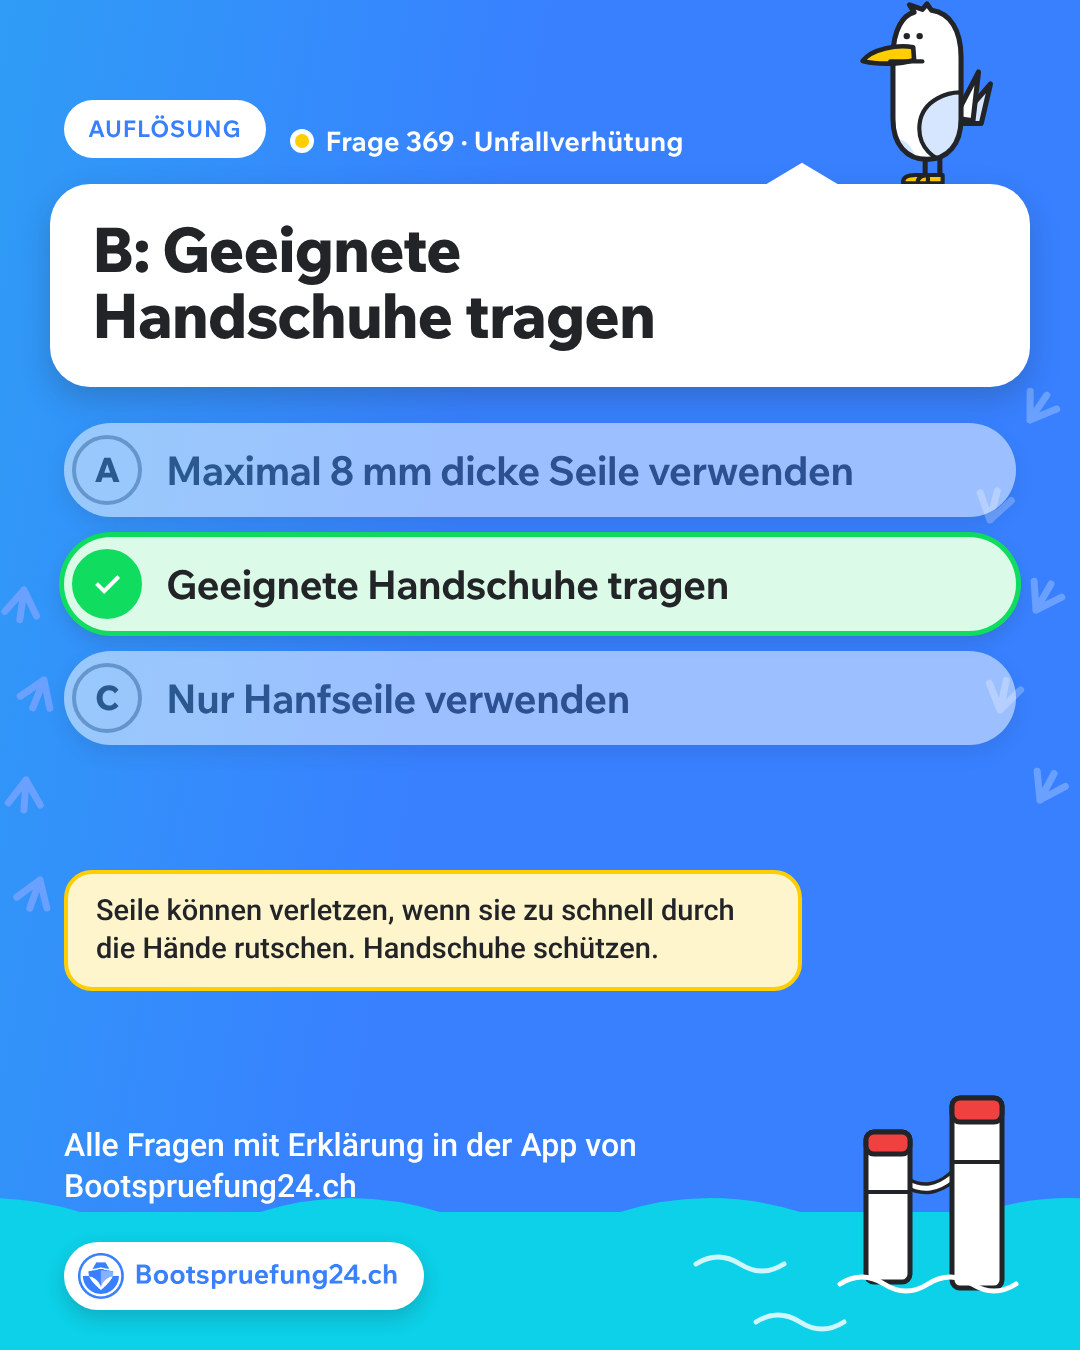 AUFLÖSUNG
Frage 369 · Unfallverhütung
B: Geeignete
Handschuhe tragen
A Maximal 8 mm dicke Seile verwenden
Geeignete Handschuhe tragen
C Nur Hanfseile verwenden
Seile können verletzen, wenn sie zu schnell durch
die Hände rutschen. Handschuhe schützen.
Alle Fragen mit Erklärung in der App von
Bootspruefung24.ch
Bootspruefung24.ch